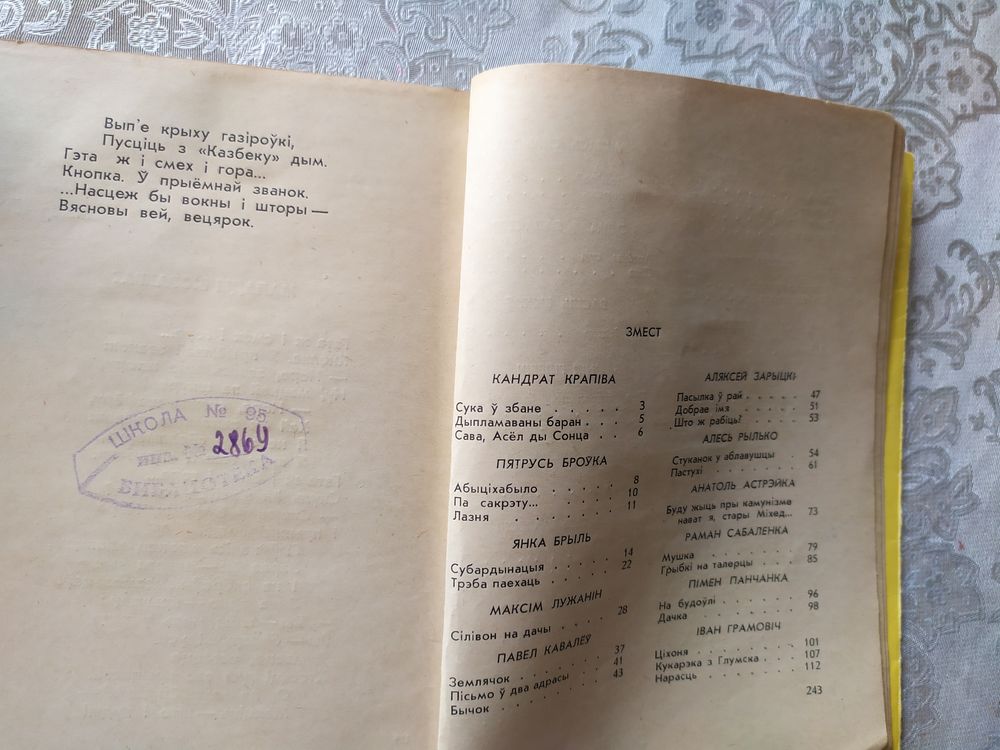 Вып'е крыху газіроўкі,
Пусціць з «Казбеку» дым.
Гэта ж і смех і гора...
Кнопка. Ў прыёмнай званок.
...Насцеж бы вокны і шторы —
Вясновы вей, вецярок.
ШКОЛА № 95
инв. № 2869
БИБЛИОТЕКА
ЗМЕСТ
КАНДРАТ КРАПІВА
Сука ў збане . . . . . 3
Дыпламаваны баран . . . . 5
Сава, Асёл ды Сонца . . 6
ПЯТРУСЬ БРОЎКА
Абыціхабыло . . . . . 8
Па сакрэту... . . . . . 10
Лазня . . . . . . 11
ЯНКА БРЫЛЬ
Субардынацыя . . . . . 14
Трэба паехаць . . . . . 22
МАКСІМ ЛУЖАНІН
Сілівон на дачы . . . . 28
ПАВЕЛ КАВАЛЁЎ
Землячок . . . . . . 37
Пісьмо ў два адрасы . . . 41
Бычок . . . . . . 43
АЛЯКСЕЙ ЗАРЫЦКІ
Пасылка ў рай . . . . . 47
Добрае імя . . . . . 51
Што ж рабіць? . . . . . 53
АЛЕСЬ РЫЛЬКО
Стуканок у аблавушцы 54
Пастухі . . . . . . 61
АНАТОЛЬ АСТРЭЙКА
Буду жыць пры камунізме
нават я, стары Міхед... 73
РАМАН САБАЛЕНКА
Мушка . . . . . . 79
Грыбкі на талерцы . . . 85
ПІМЕН ПАНЧАНКА
На будоўлі . . . . . 96
Дачка . . . . . . 98
ІВАН ГРАМОВІЧ
Ціхоня . . . . . . 101
Кукарэка з Глумска . . . 107
Нарасць . . . . . . 112
243